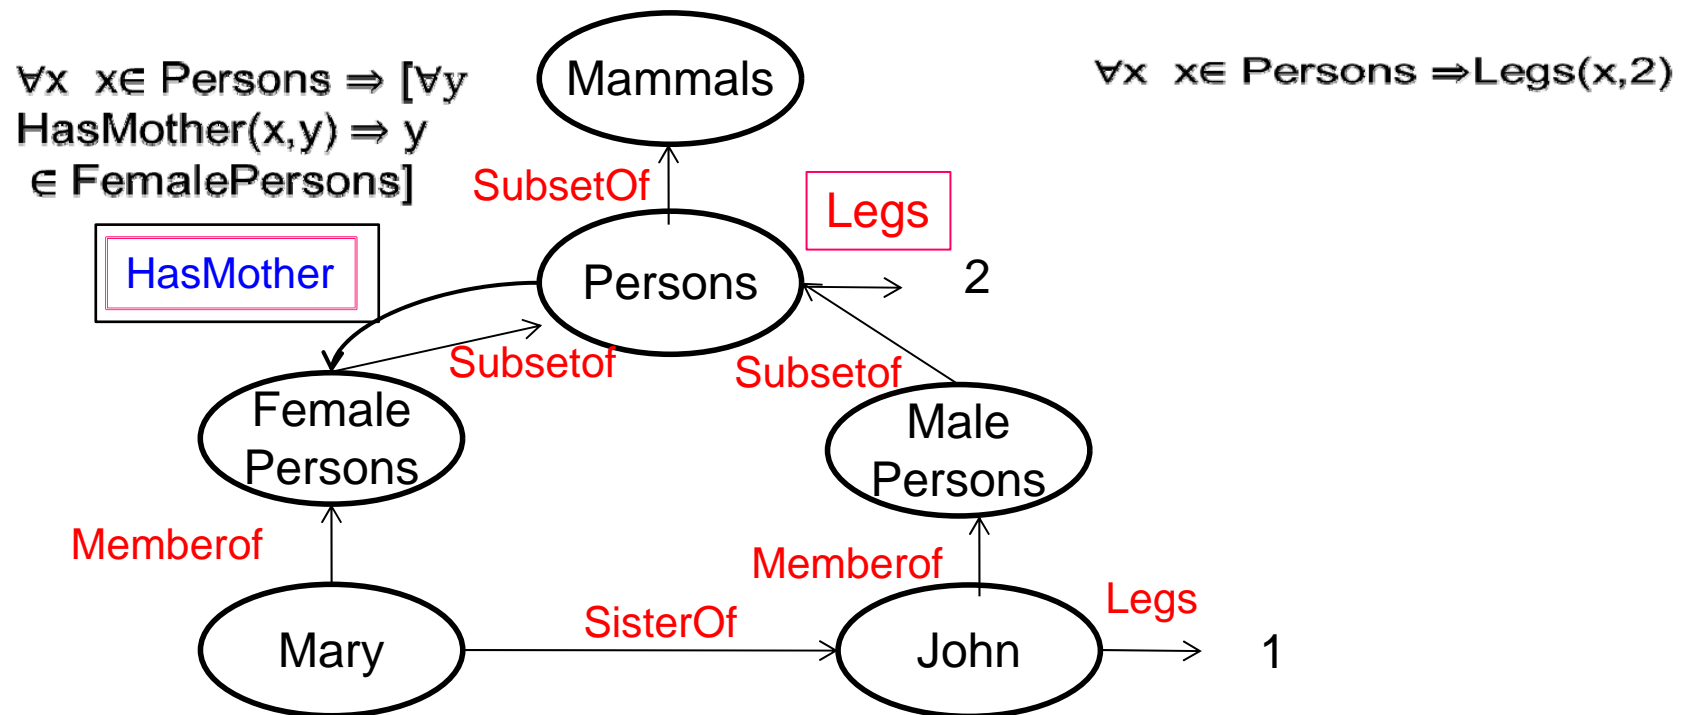 ∀x x∈ Persons ⇒ [∀y
HasMother(x,y) ⇒ y
∈ FemalePersons]
Mammals
∀x x∈ Persons ⇒Legs(x,2)
SubsetOf
Legs
HasMother
Persons
2
Subsetof
Subsetof
Female
Persons
Male
Persons
Memberof
Memberof
Legs
SisterOf
Mary
John
1